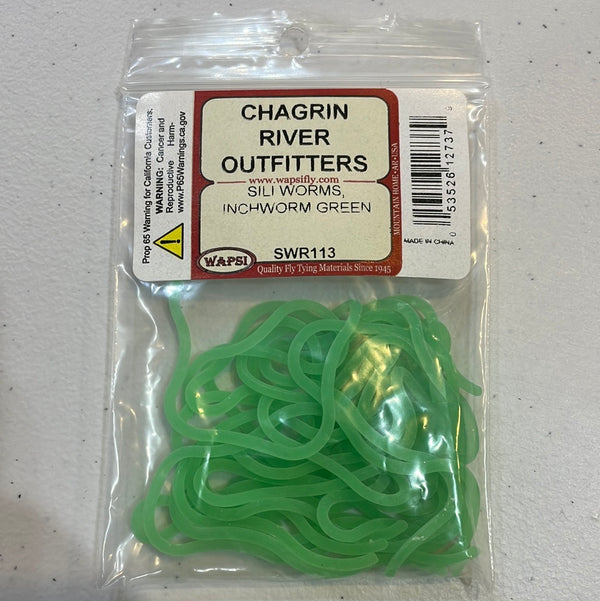 CHAGRIN
RIVER
OUTFITTERS
www.wapsifly.com
SILI WORMS,
INCHWORM GREEN
SWR113
WAPSI
Quality Fly Tying Materials Since 1945
MOUNTAIN HOME • AR • USA
Prop 65 Warning for California Customers.
WARNING: Cancer and
Reproductive Harm-
www.P65Warnings.ca.gov
0 53526 12737 3
MADE IN CHINA